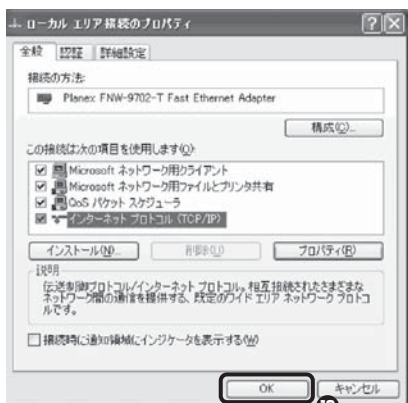 ローカル エリア接続のプロパティ
全般 認証 詳細設定
接続の方法:
Planex FNW-9702-T Fast Ethernet Adapter
構成(C)...
この接続は次の項目を使用します(O):
Microsoft ネットワーク用クライアント
Microsoft ネットワーク用ファイルとプリンタ共有
QoS パケット スケジューラ
インターネット プロトコル (TCP/IP)
インストール(N)... 削除(U) プロパティ(R)
説明
伝送制御プロトコル/インターネット プロトコル。相互接続されたさまざまな
ネットワーク間の通信を提供する、既定のワイド エリア ネットワーク プロトコ
ルです。
接続時に通知領域にインジケータを表示する(W)
OK キャンセル